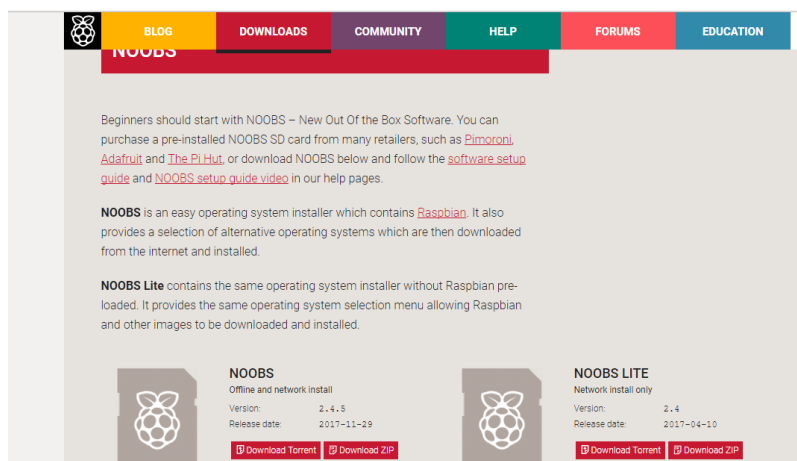 BLOG DOWNLOADS COMMUNITY HELP FORUMS EDUCATION
NOOBS
Beginners should start with NOOBS – New Out Of the Box Software. You can
purchase a pre-installed NOOBS SD card from many retailers, such as Pimoroni,
Adafruit and The Pi Hut, or download NOOBS below and follow the software setup
guide and NOOBS setup guide video in our help pages.
NOOBS is an easy operating system installer which contains Raspbian. It also
provides a selection of alternative operating systems which are then downloaded
from the internet and installed.
NOOBS Lite contains the same operating system installer without Raspbian pre-
loaded. It provides the same operating system selection menu allowing Raspbian
and other images to be downloaded and installed.
NOOBS
Offline and network install
Version: 2.4.5
Release date: 2017-11-29
Download Torrent Download ZIP
NOOBS LITE
Network install only
Version: 2.4
Release date: 2017-04-10
Download Torrent Download ZIP